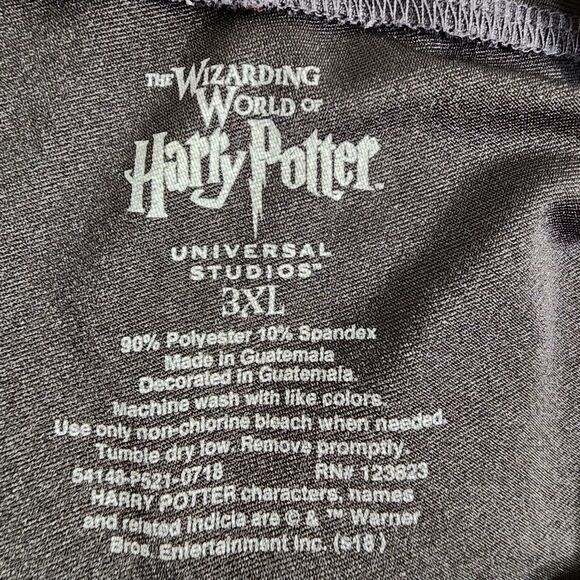 THE WIZARDING
WORLD OF
Harry Potter™
UNIVERSAL
STUDIOS™
3XL
90% Polyester 10% Spandex
Made in Guatemala
Decorated in Guatemala.
Machine wash with like colors.
Use only non-chlorine bleach when needed.
Tumble dry low. Remove promptly.
54148-P521-0718 RN# 123823
HARRY POTTER characters, names
and related indicia are © & ™ Warner
Bros. Entertainment Inc. (s18)